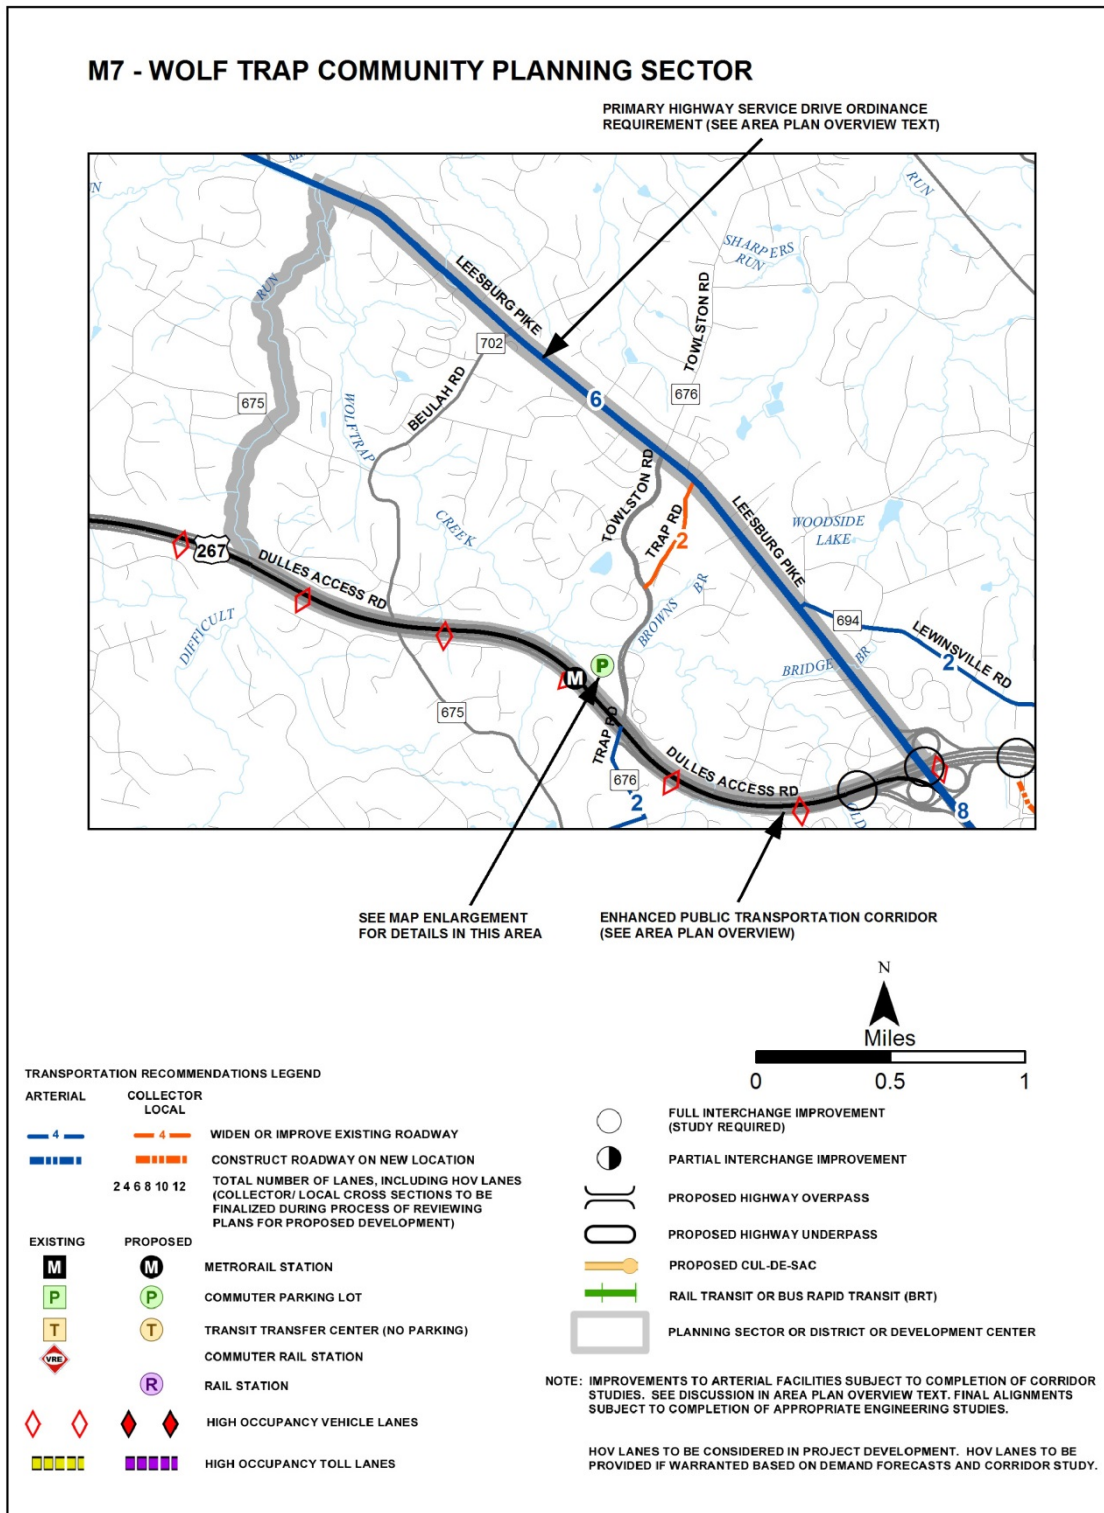 M7 - WOLF TRAP COMMUNITY PLANNING SECTOR
PRIMARY HIGHWAY SERVICE DRIVE ORDINANCE
REQUIREMENT (SEE AREA PLAN OVERVIEW TEXT)
RUN
SHARPERS
RUN
LEESBURG PIKE
TOWLSTON RD
RUN
702
676
BEULAH RD
6
675
WOLFTRAP
TOWLSTON RD
TRAP RD
2
LEESBURG PIKE
WOODSIDE
LAKE
CREEK
267
DULLES ACCESS RD
BROWNS BR
694
LEWINSVILLE RD
2
DIFFICULT
BRIDGE BR
P
M
675
TRAP RD
676
2
DULLES ACCESS RD
OLD
8
SEE MAP ENLARGEMENT
FOR DETAILS IN THIS AREA
ENHANCED PUBLIC TRANSPORTATION CORRIDOR
(SEE AREA PLAN OVERVIEW)
N
Miles
0 0.5 1
TRANSPORTATION RECOMMENDATIONS LEGEND
ARTERIAL COLLECTOR
LOCAL
4 4 WIDEN OR IMPROVE EXISTING ROADWAY
CONSTRUCT ROADWAY ON NEW LOCATION
2 4 6 8 10 12 TOTAL NUMBER OF LANES, INCLUDING HOV LANES
(COLLECTOR/ LOCAL CROSS SECTIONS TO BE
FINALIZED DURING PROCESS OF REVIEWING
PLANS FOR PROPOSED DEVELOPMENT)
EXISTING PROPOSED
M M METRORAIL STATION
P P COMMUTER PARKING LOT
T T TRANSIT TRANSFER CENTER (NO PARKING)
VRE COMMUTER RAIL STATION
R RAIL STATION
HIGH OCCUPANCY VEHICLE LANES
HIGH OCCUPANCY TOLL LANES
FULL INTERCHANGE IMPROVEMENT
(STUDY REQUIRED)
PARTIAL INTERCHANGE IMPROVEMENT
PROPOSED HIGHWAY OVERPASS
PROPOSED HIGHWAY UNDERPASS
PROPOSED CUL-DE-SAC
RAIL TRANSIT OR BUS RAPID TRANSIT (BRT)
PLANNING SECTOR OR DISTRICT OR DEVELOPMENT CENTER
NOTE: IMPROVEMENTS TO ARTERIAL FACILITIES SUBJECT TO COMPLETION OF CORRIDOR
STUDIES. SEE DISCUSSION IN AREA PLAN OVERVIEW TEXT. FINAL ALIGNMENTS
SUBJECT TO COMPLETION OF APPROPRIATE ENGINEERING STUDIES.
HOV LANES TO BE CONSIDERED IN PROJECT DEVELOPMENT. HOV LANES TO BE
PROVIDED IF WARRANTED BASED ON DEMAND FORECASTS AND CORRIDOR STUDY.